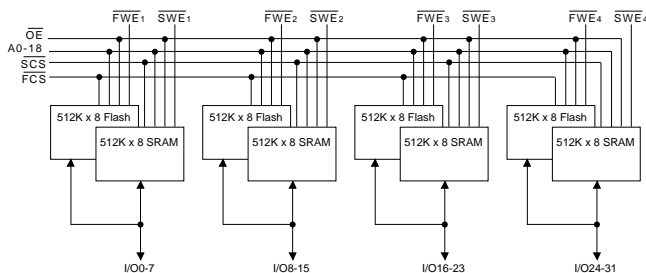 FWE1 SWE1 FWE2 SWE2 FWE3 SWE3 FWE4 SWE4
OE
A0-18
SCS
FCS
512K x 8 Flash 512K x 8 Flash 512K x 8 Flash 512K x 8 Flash
512K x 8 SRAM 512K x 8 SRAM 512K x 8 SRAM 512K x 8 SRAM
I/O0-7 I/O8-15 I/O16-23 I/O24-31